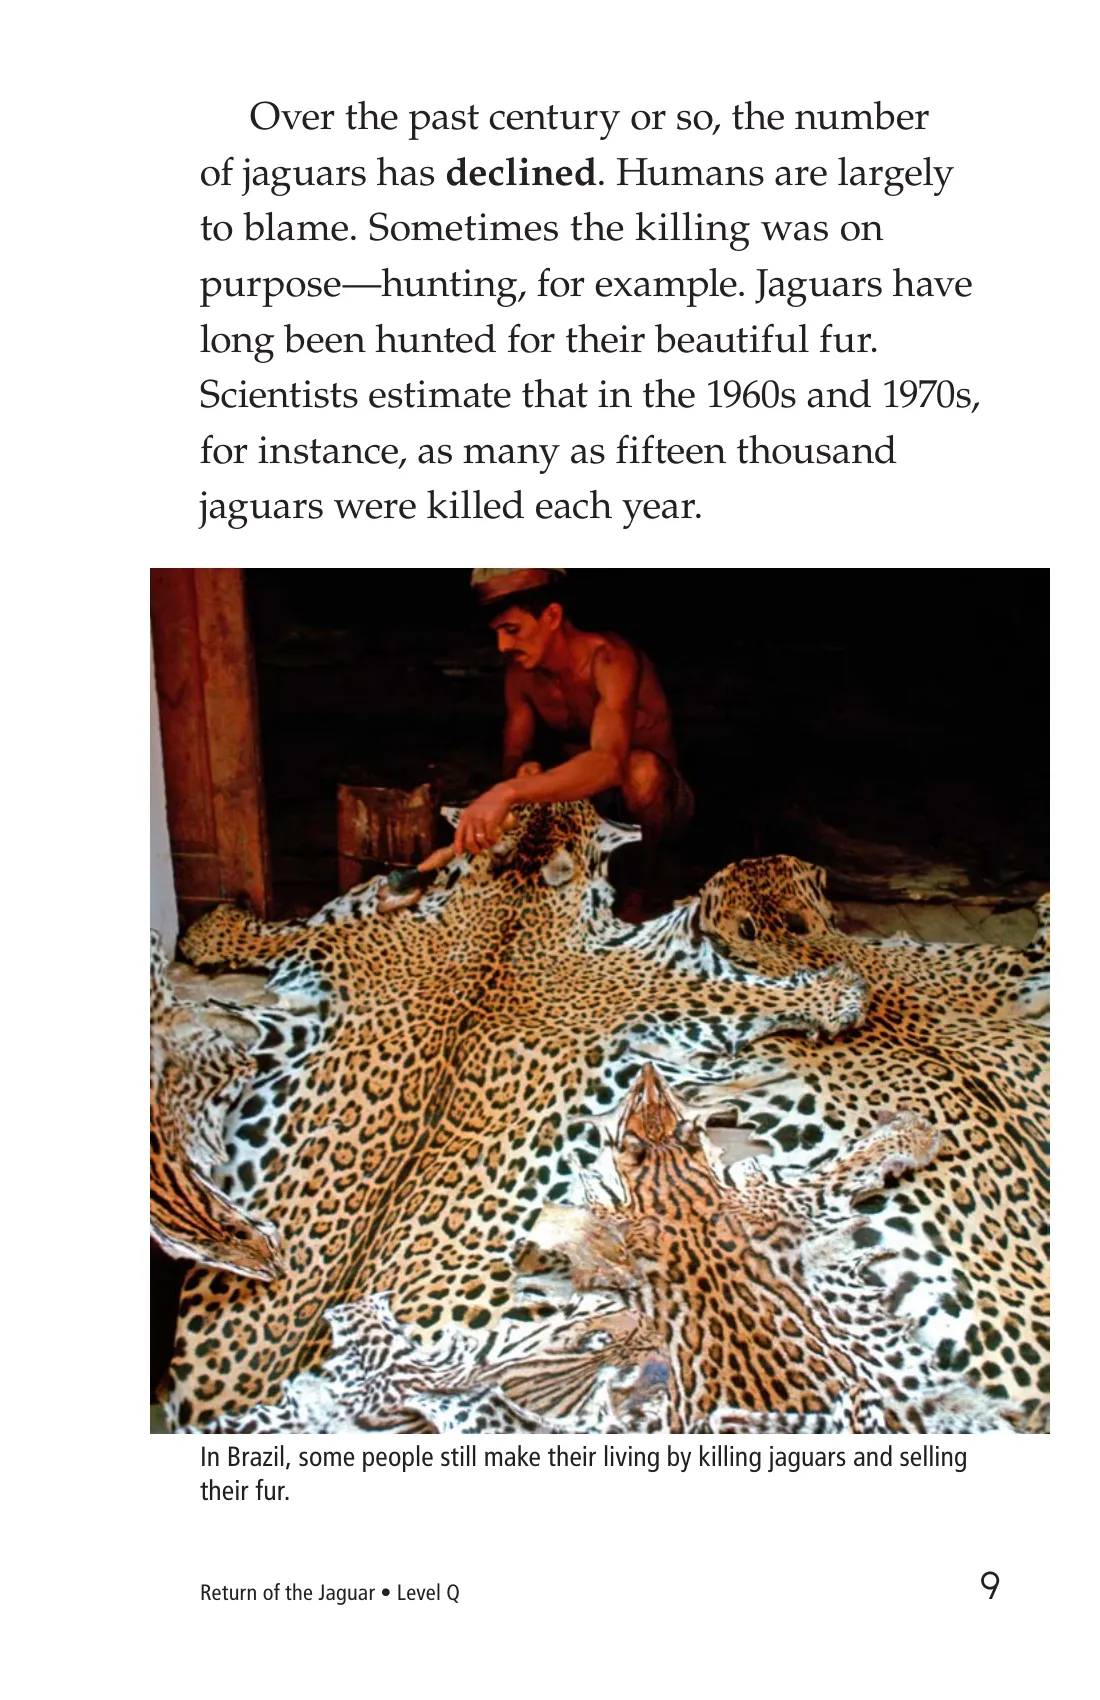 Over the past century or so, the number
of jaguars has declined. Humans are largely
to blame. Sometimes the killing was on
purpose—hunting, for example. Jaguars have
long been hunted for their beautiful fur.
Scientists estimate that in the 1960s and 1970s,
for instance, as many as fifteen thousand
jaguars were killed each year.
In Brazil, some people still make their living by killing jaguars and selling
their fur.
Return of the Jaguar • Level Q
9